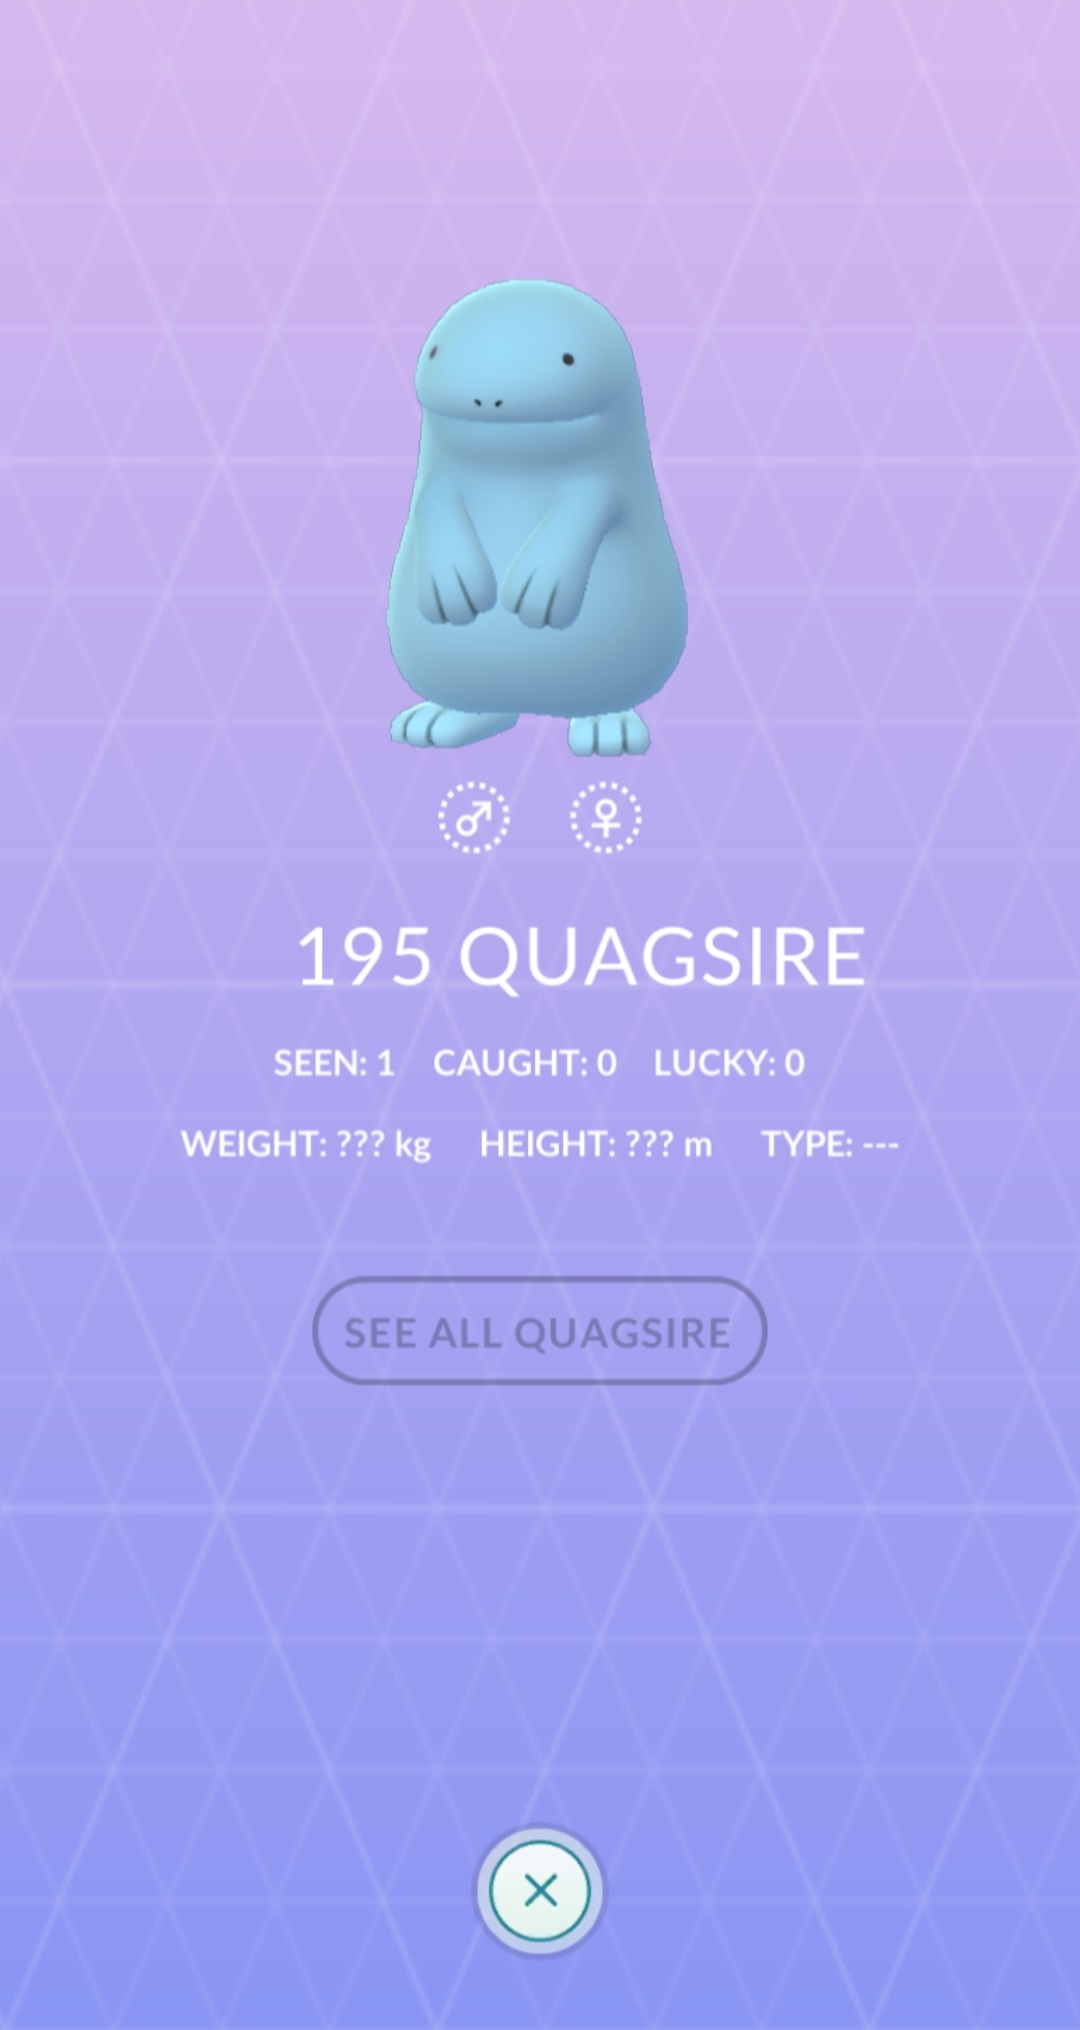 ♂ ♀
195 QUAGSIRE
SEEN: 1 CAUGHT: 0 LUCKY: 0
WEIGHT: ??? kg HEIGHT: ??? m TYPE: ---
SEE ALL QUAGSIRE